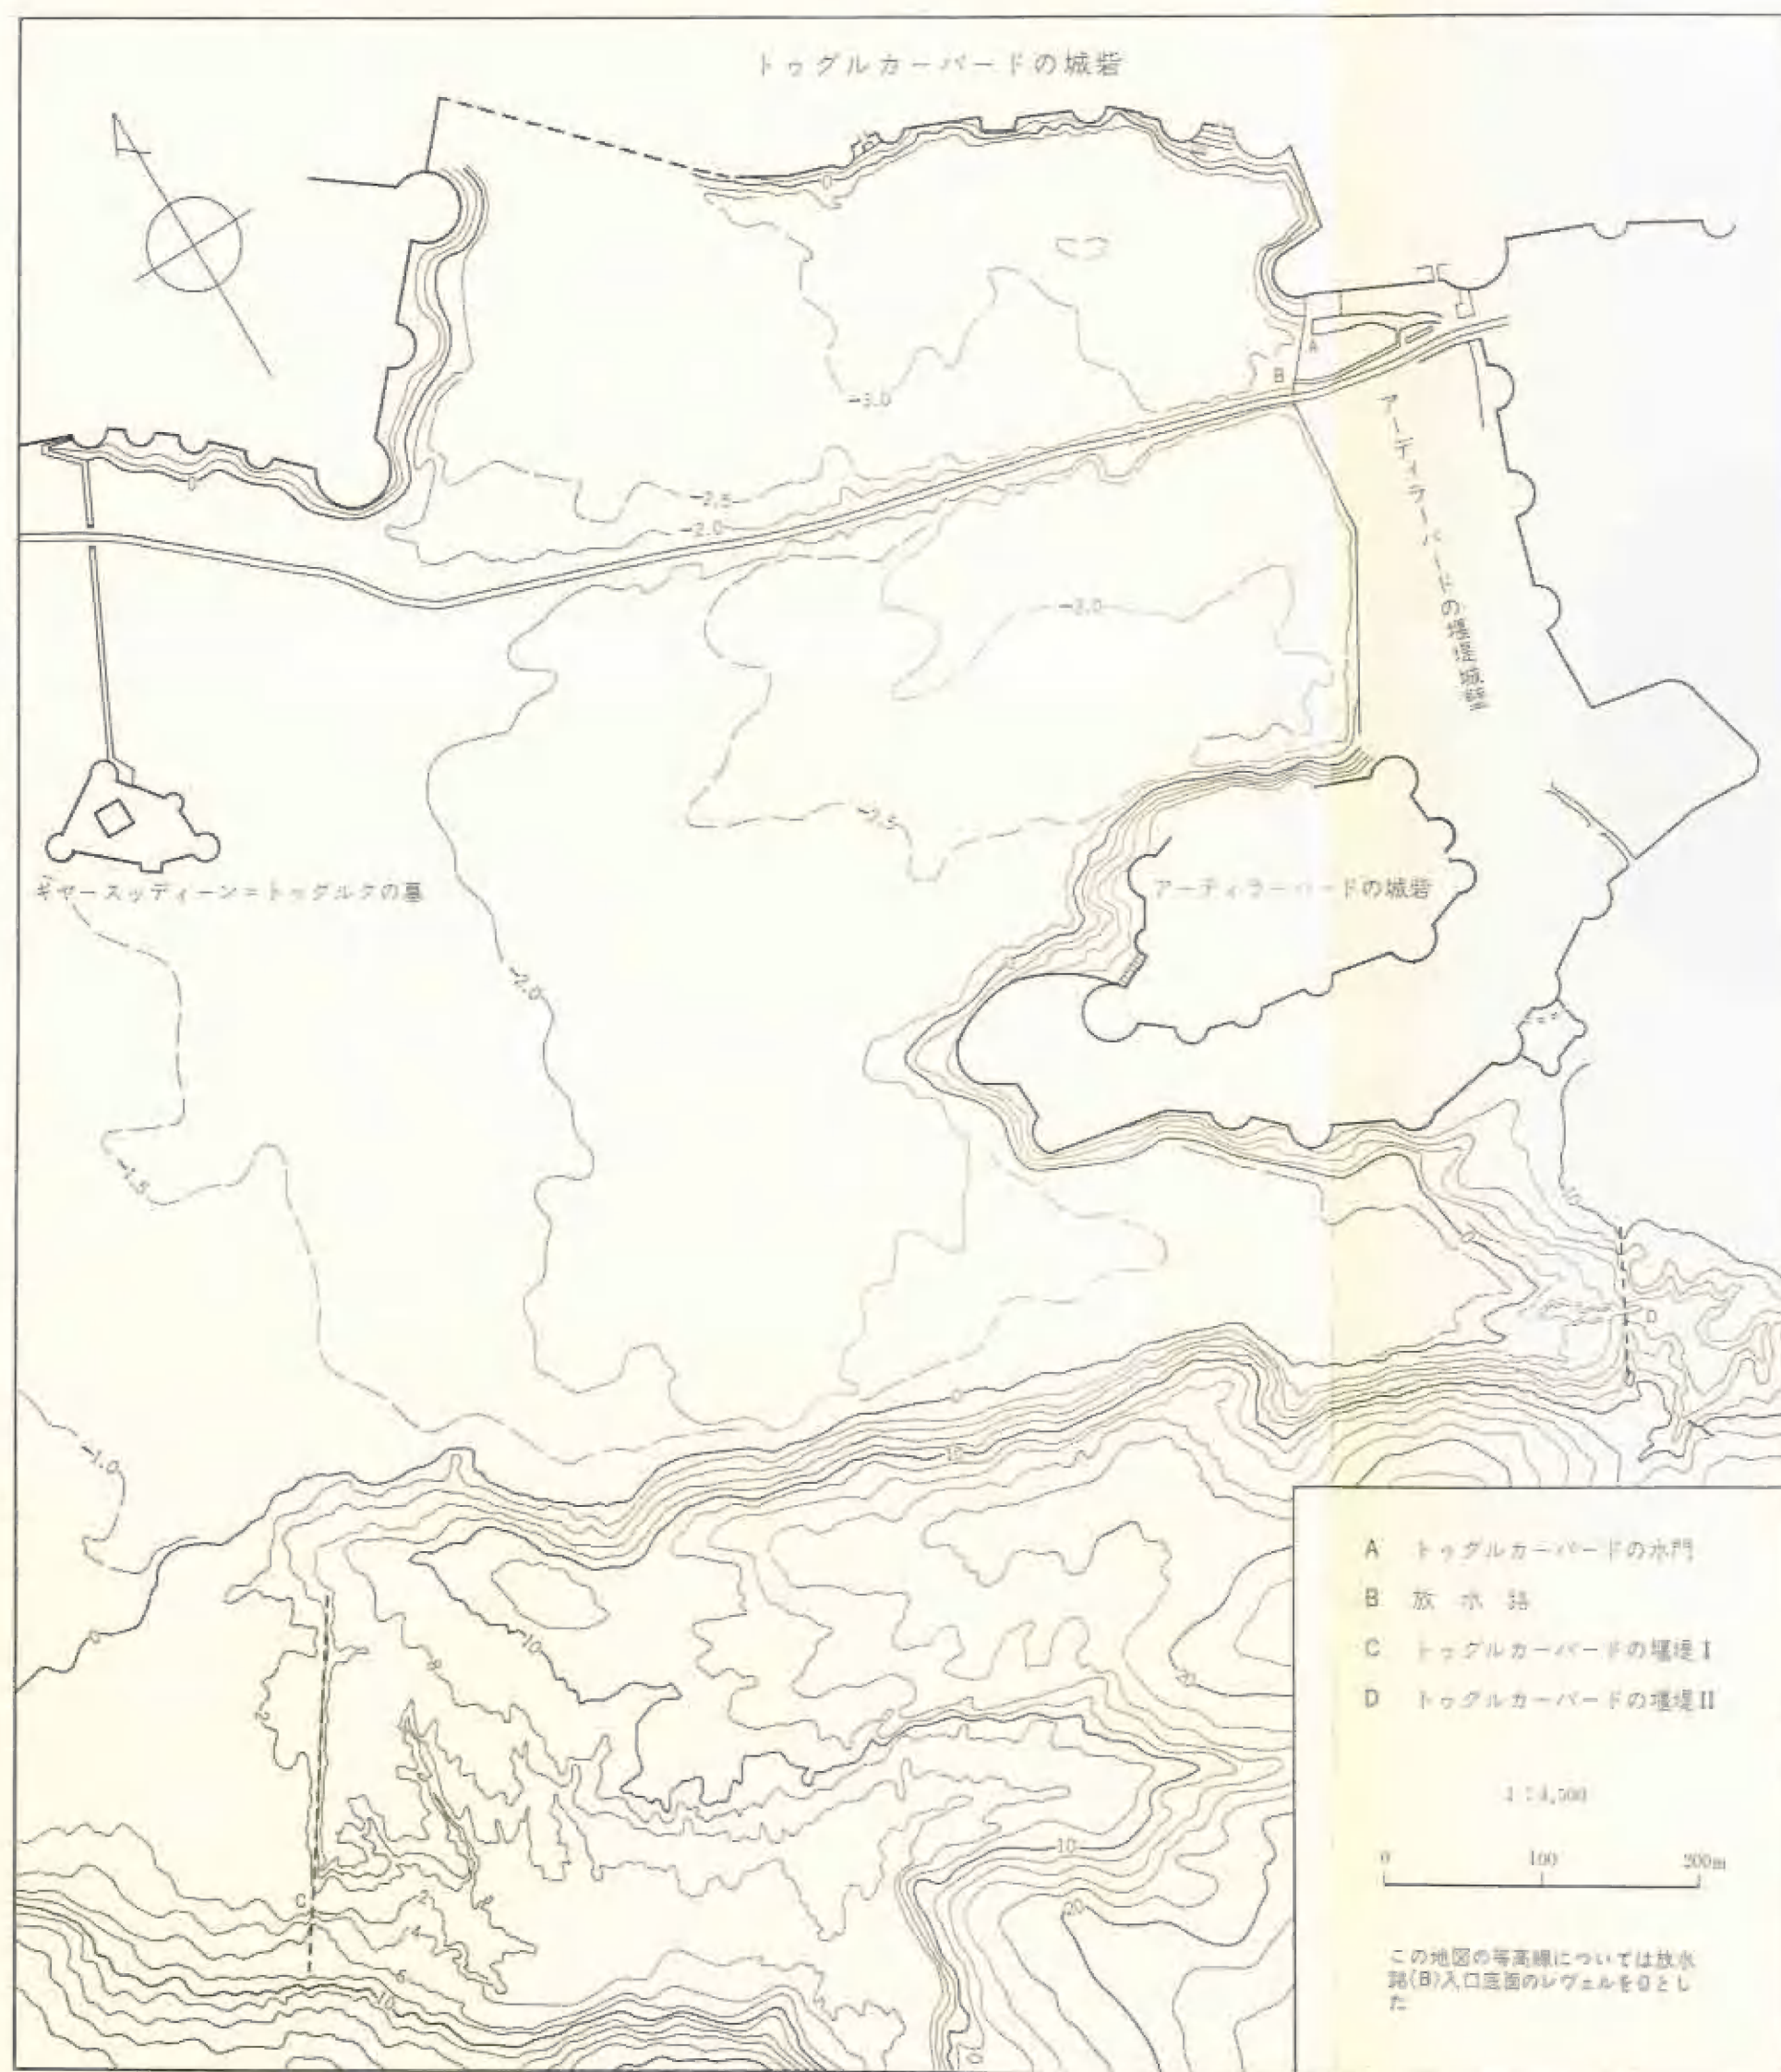 トゥグルカーバードの城砦
0
-3.0
A
B
アーディラーバードの堰堤城壁
0
-2.5
-2.0
-3.0
-2.5
ギヤースッディーン=トゥグルクの墓
アーディラーバードの城砦
-2.0
-1.5
10
0
D
0
-1.0
10
0
10
8
20
-2
10
C
2
2
4
6
10
20
10
A トゥグルカーバードの水門
B 放水路
C トゥグルカーバードの堰堤I
D トゥグルカーバードの堰堤II
1:4,500
0 100 200m
この地図の等高線については放水
路(B)入口底面のレヴェルを0とし
た